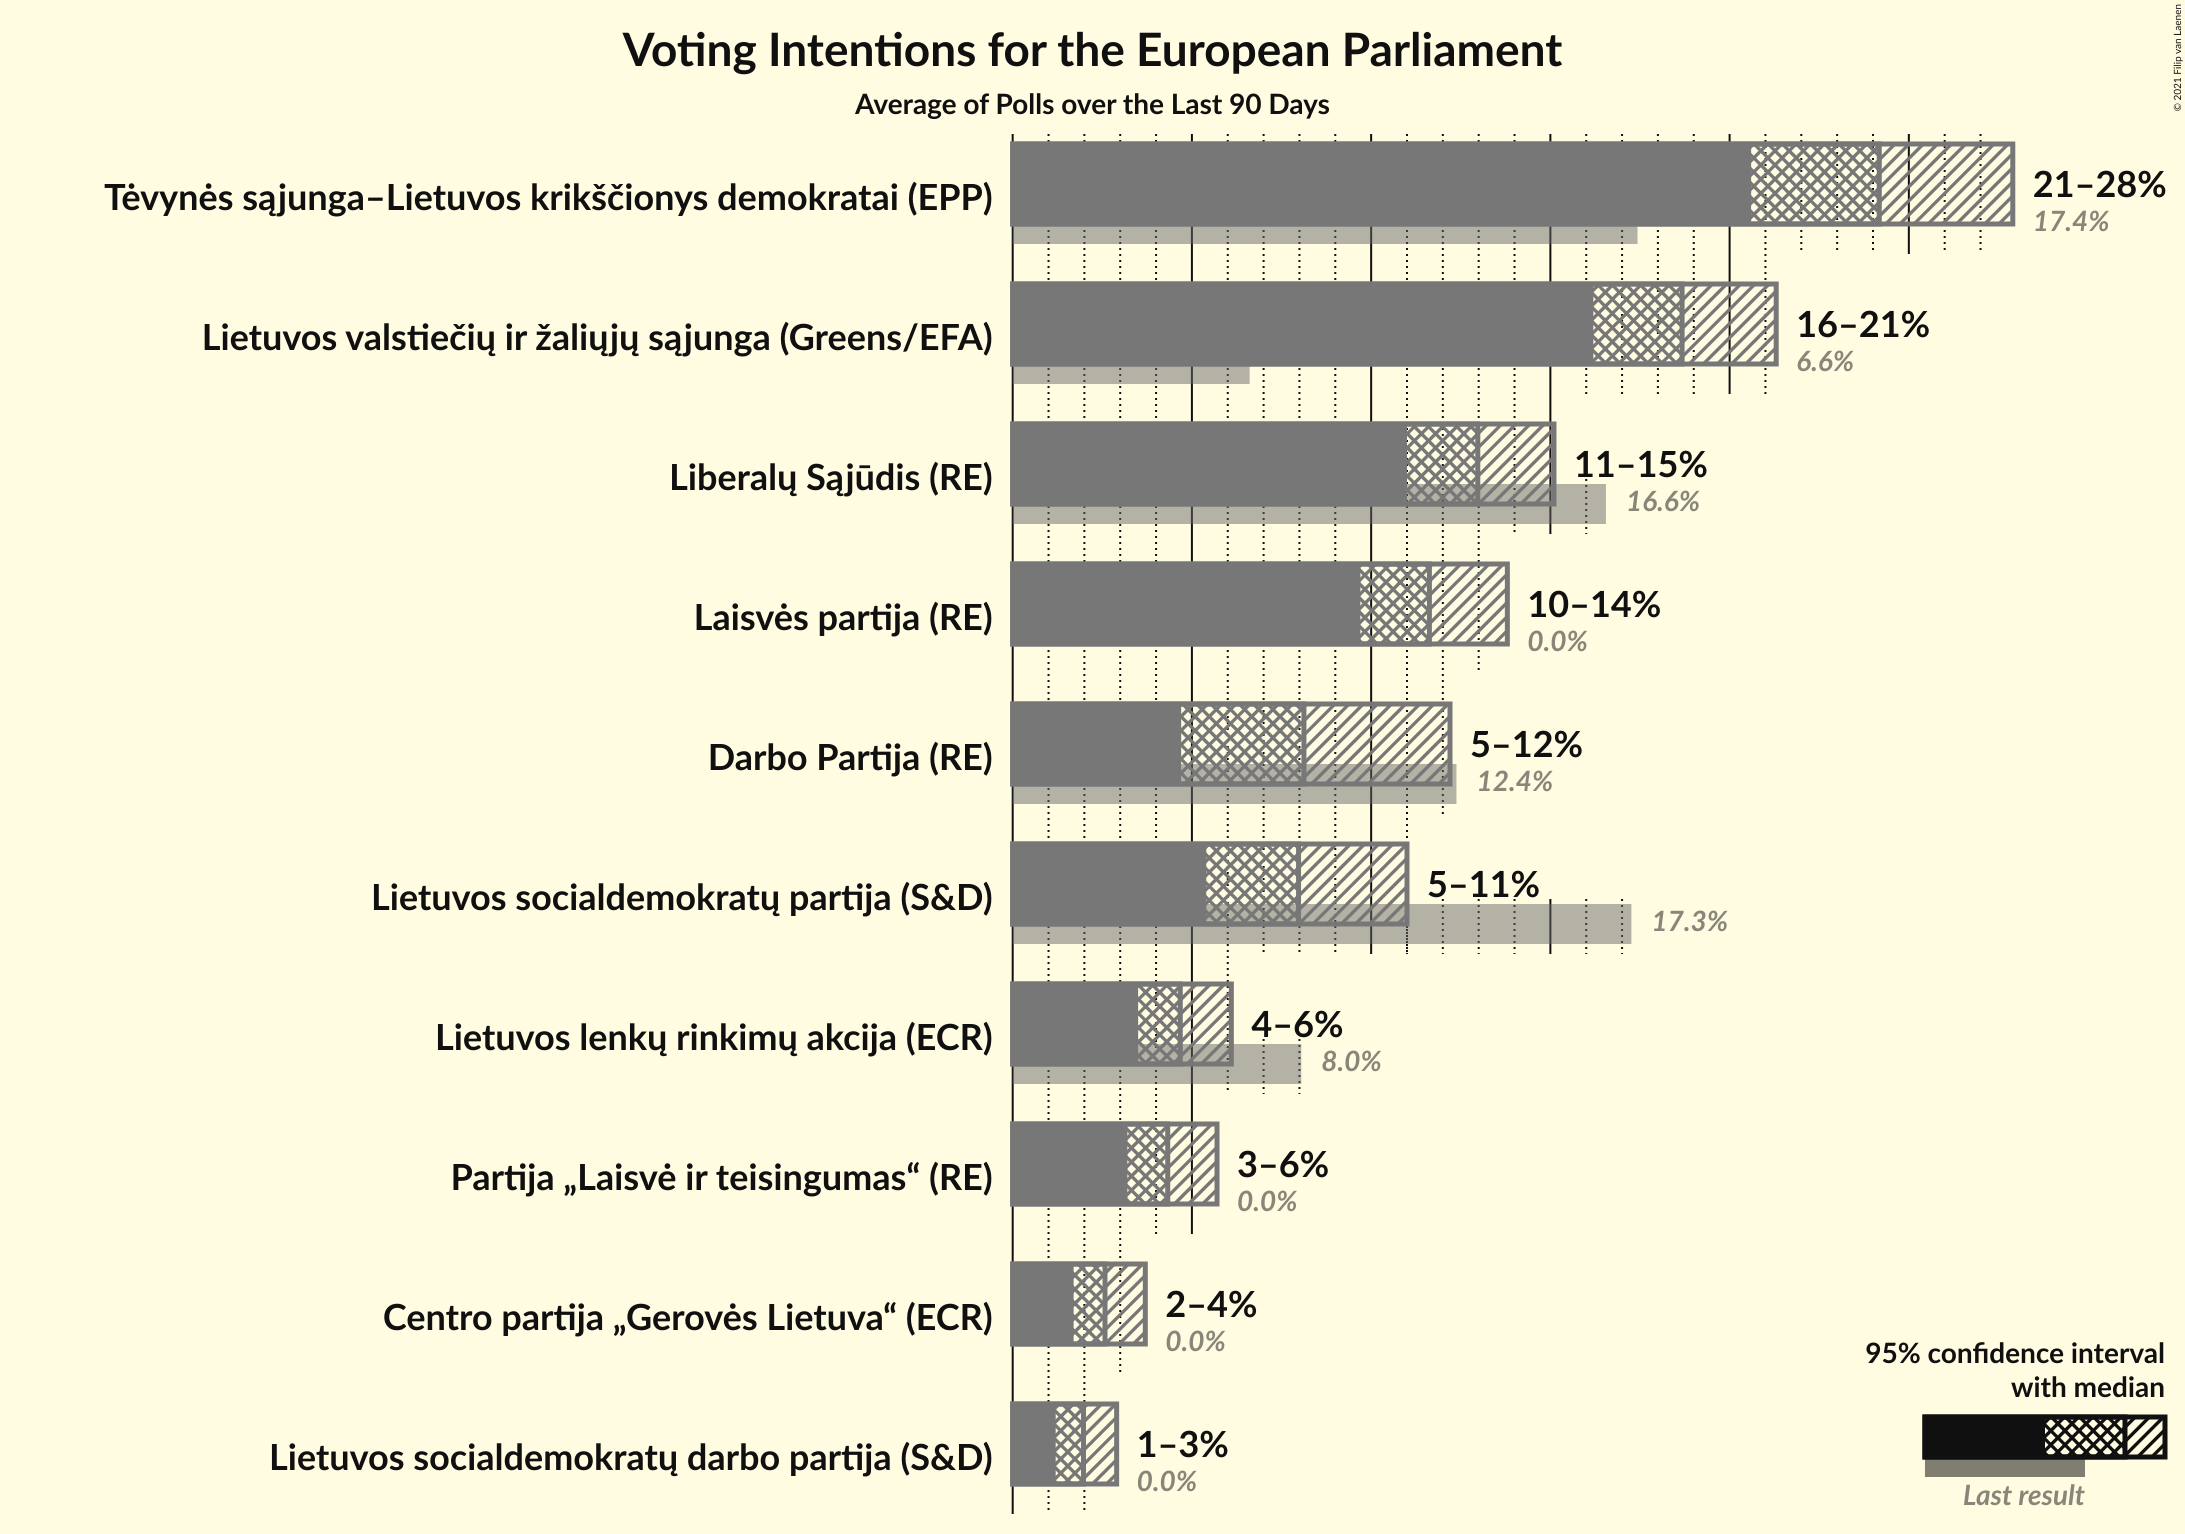 © 2021 Filip van Laenen
Voting Intentions for the European Parliament
Average of Polls over the Last 90 Days
Tėvynės sąjunga–Lietuvos krikščionys demokratai (EPP)
21–28%
17.4%
Lietuvos valstiečių ir žaliųjų sąjunga (Greens/EFA)
16–21%
6.6%
Liberalų Sąjūdis (RE)
11–15%
16.6%
Laisvės partija (RE)
10–14%
0.0%
Darbo Partija (RE)
5–12%
12.4%
Lietuvos socialdemokratų partija (S&D)
5–11%
17.3%
Lietuvos lenkų rinkimų akcija (ECR)
4–6%
8.0%
Partija „Laisvė ir teisingumas“ (RE)
3–6%
0.0%
Centro partija „Gerovės Lietuva“ (ECR)
2–4%
0.0%
Lietuvos socialdemokratų darbo partija (S&D)
1–3%
0.0%
95% confidence interval
with median
Last result